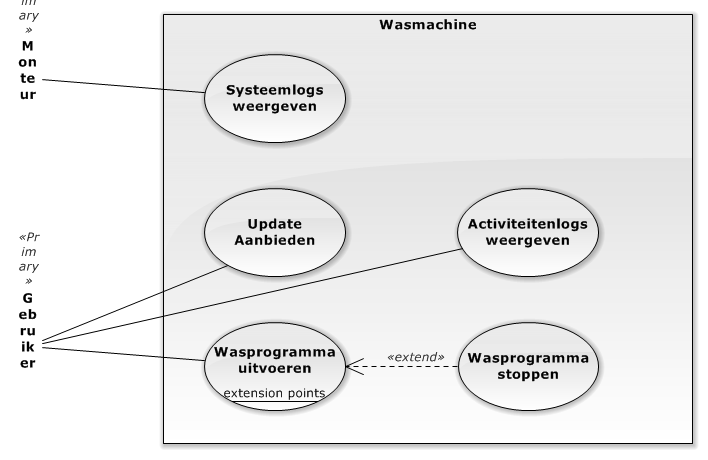 im
ary
»
M
on
te
ur
Wasmachine
Systeemlogs
weergeven
Update
Aanbieden
Activiteitenlogs
weergeven
«Pr
im
ary
»
G
eb
ru
ik
er
Wasprogramma
uitvoeren
extension points
«extend»
Wasprogramma
stoppen